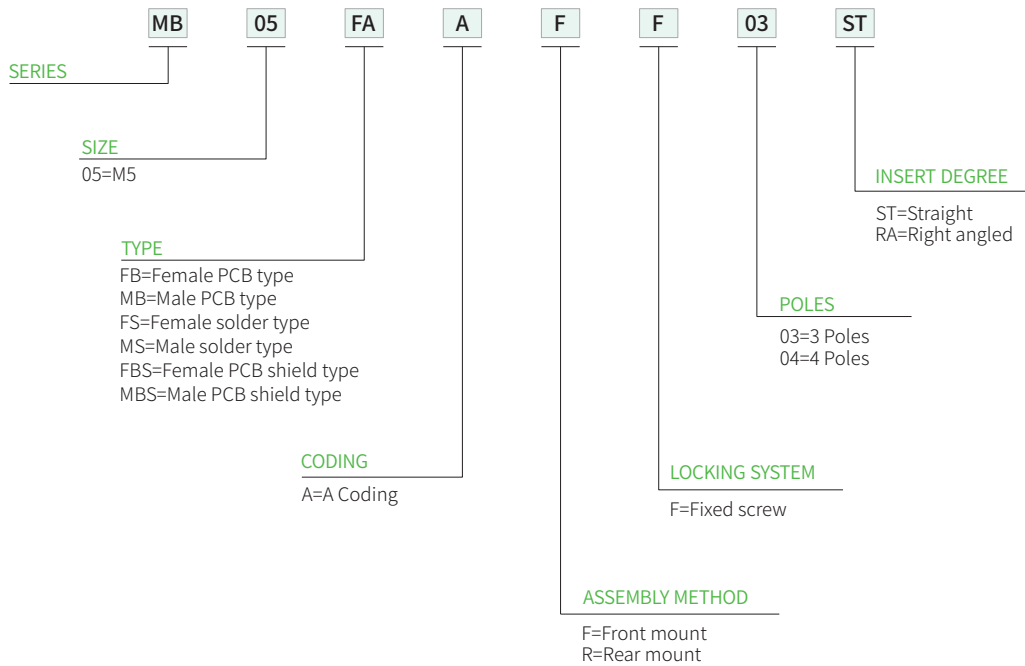 MB 05 FA A F F 03 ST
SERIES
SIZE
05=M5
INSERT DEGREE
ST=Straight
RA=Right angled
TYPE
FB=Female PCB type
MB=Male PCB type
FS=Female solder type
MS=Male solder type
FBS=Female PCB shield type
MBS=Male PCB shield type
POLES
03=3 Poles
04=4 Poles
CODING
A=A Coding
LOCKING SYSTEM
F=Fixed screw
ASSEMBLY METHOD
F=Front mount
R=Rear mount